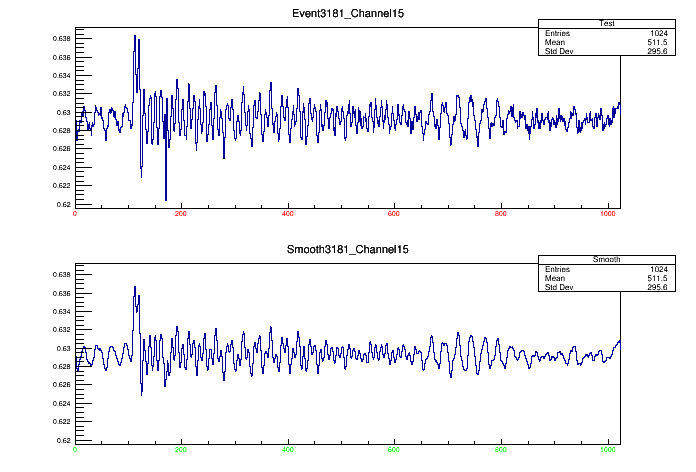 Event3181_Channel15
Test
Entries 1024
Mean 511.5
Std Dev 295.6
0.638
0.636
0.634
0.632
0.63
0.628
0.626
0.624
0.622
0.62
0 200 400 600 800 1000
Smooth3181_Channel15
Smooth
Entries 1024
Mean 511.5
Std Dev 295.6
0.638
0.636
0.634
0.632
0.63
0.628
0.626
0.624
0.622
0.62
0 200 400 600 800 1000